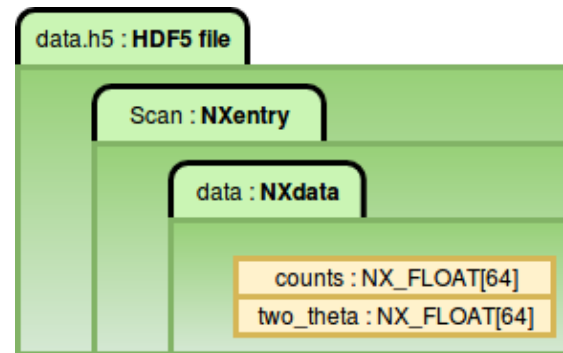 data.h5 : HDF5 file
Scan : NXentry
data : NXdata
counts : NX_FLOAT[64]
two_theta : NX_FLOAT[64]